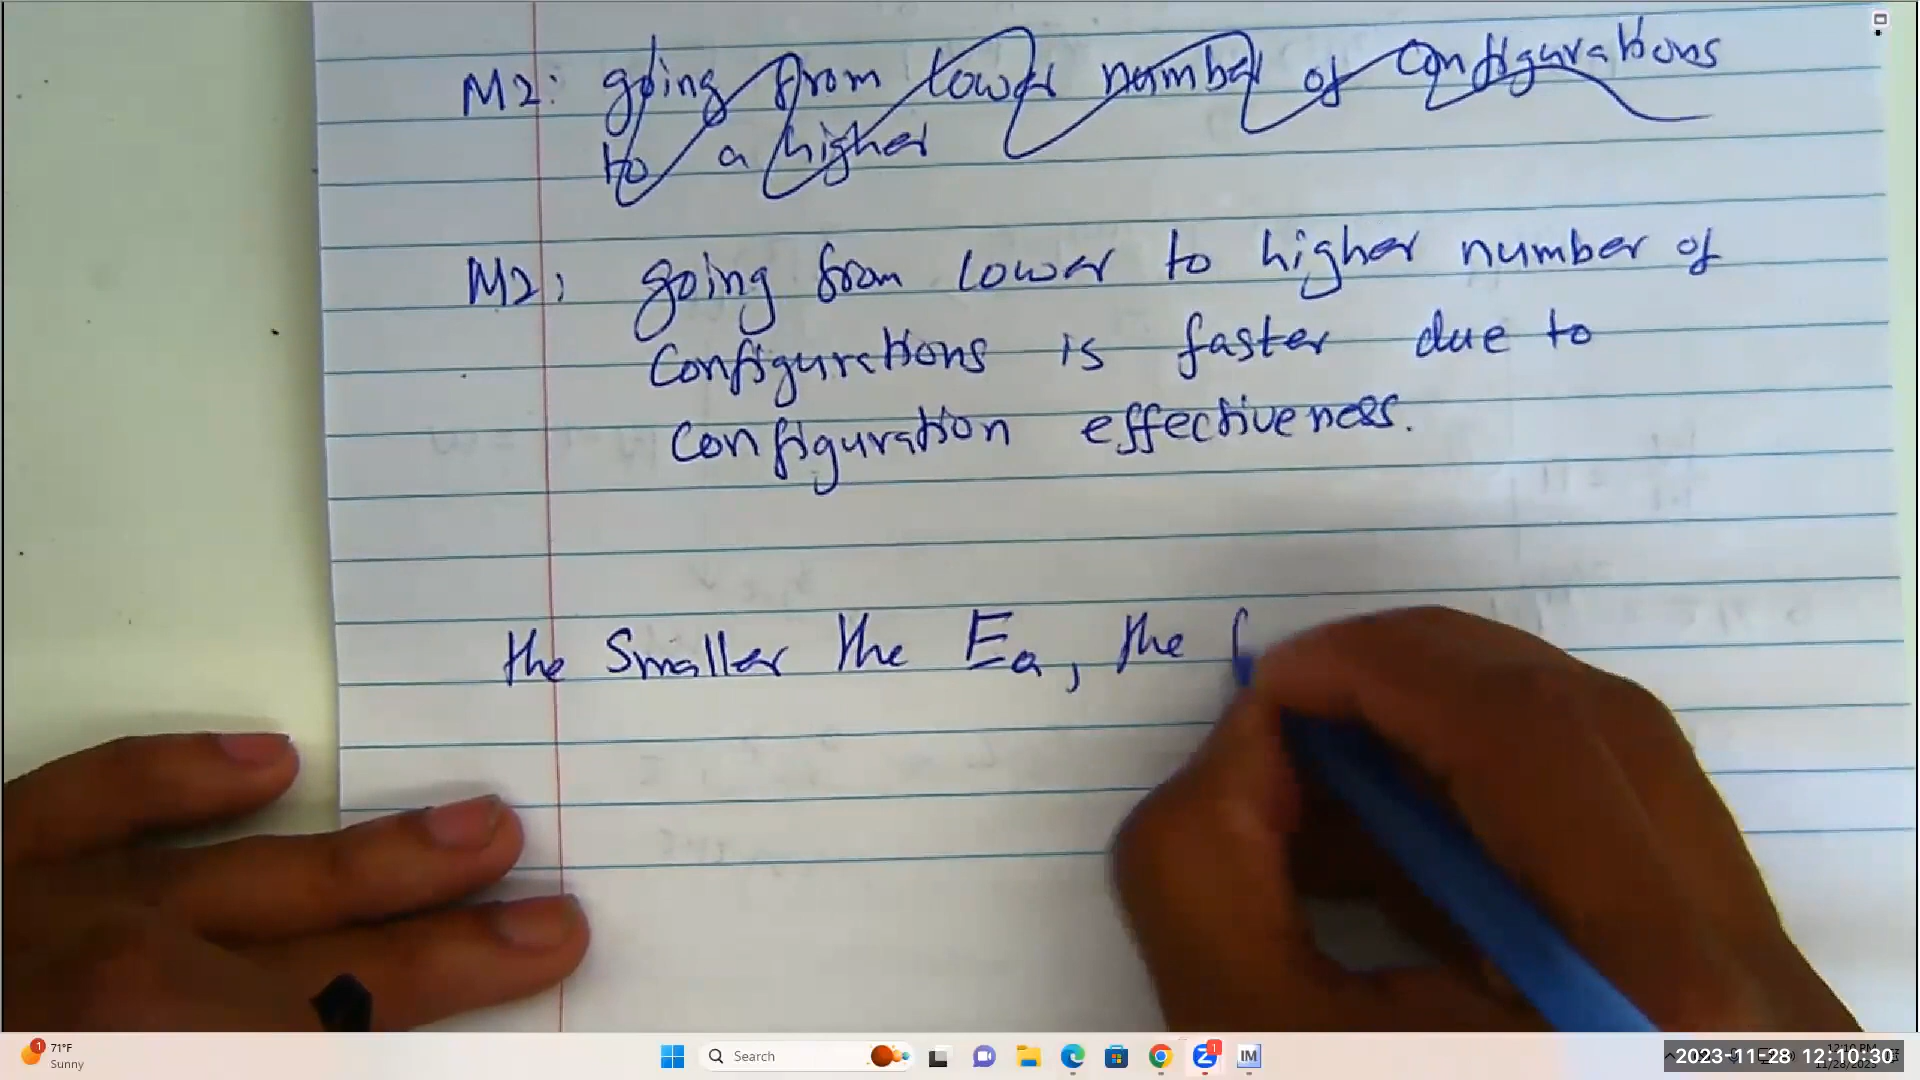 M2: going from lower number of configurations
to a higher
M2: going from lower to higher number of
configurations is faster due to
configuration effectiveness.
the smaller the Ea, the f
71°F
Sunny
Search
2023-11-28 12:10:30